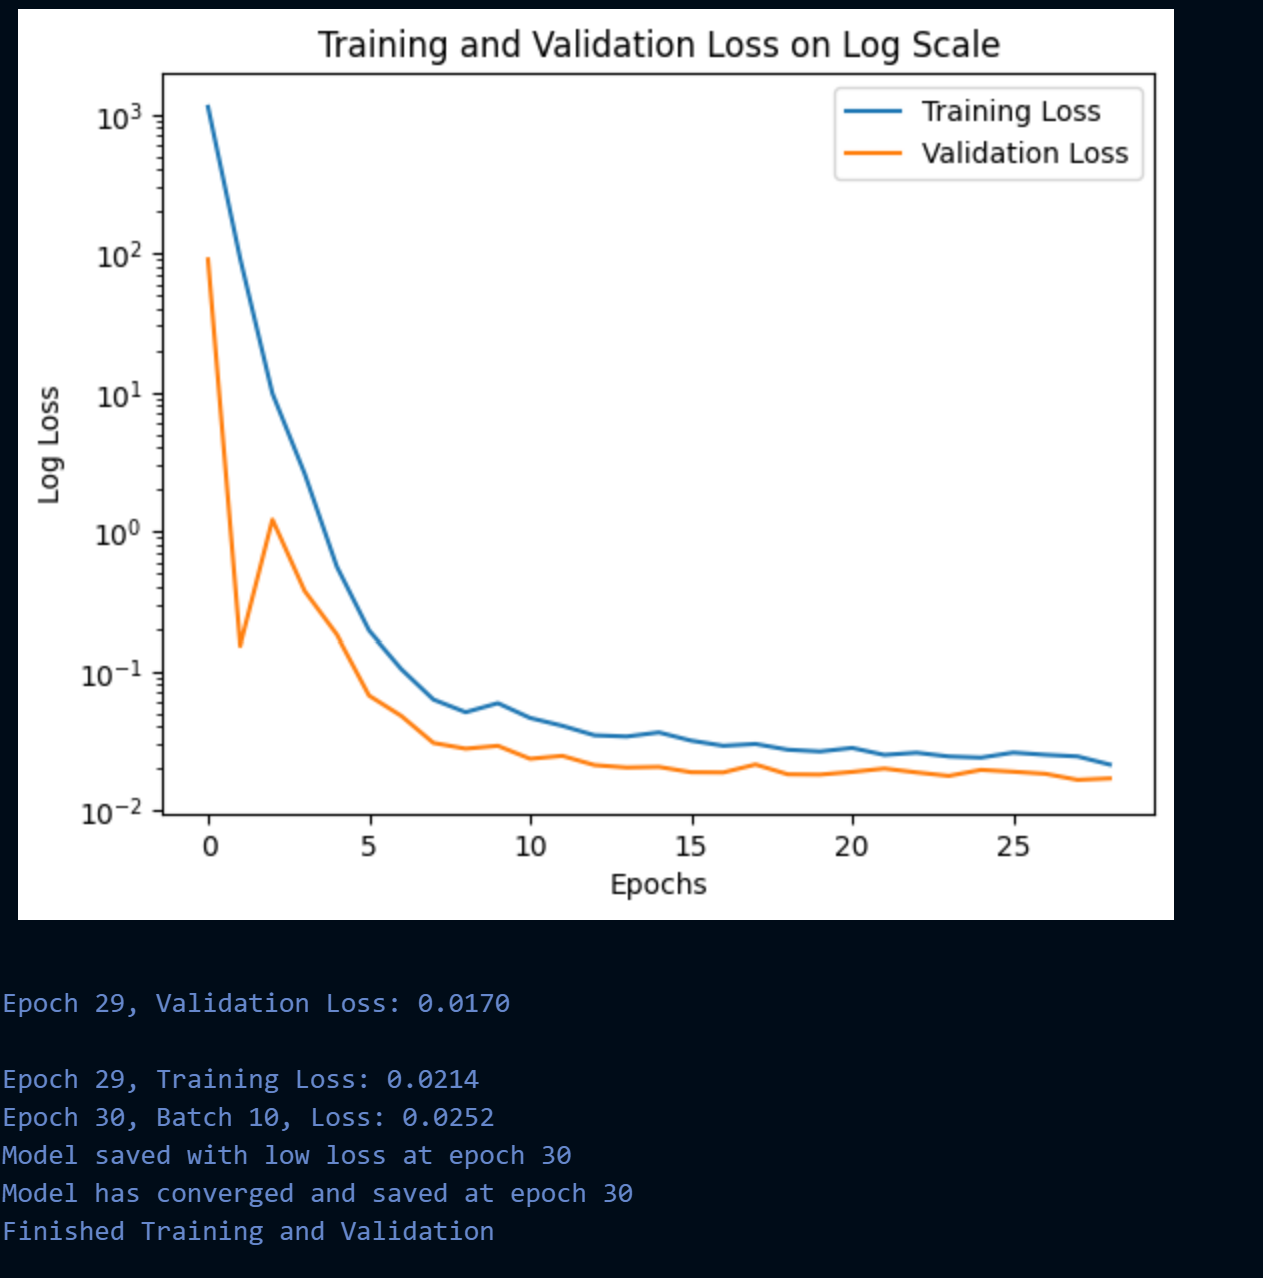 Training and Validation Loss on Log Scale
Training Loss
Validation Loss
10³
10²
10¹
10⁰
10⁻¹
10⁻²
Log Loss
0 5 10 15 20 25
Epochs
Epoch 29, Validation Loss: 0.0170
Epoch 29, Training Loss: 0.0214
Epoch 30, Batch 10, Loss: 0.0252
Model saved with low loss at epoch 30
Model has converged and saved at epoch 30
Finished Training and Validation